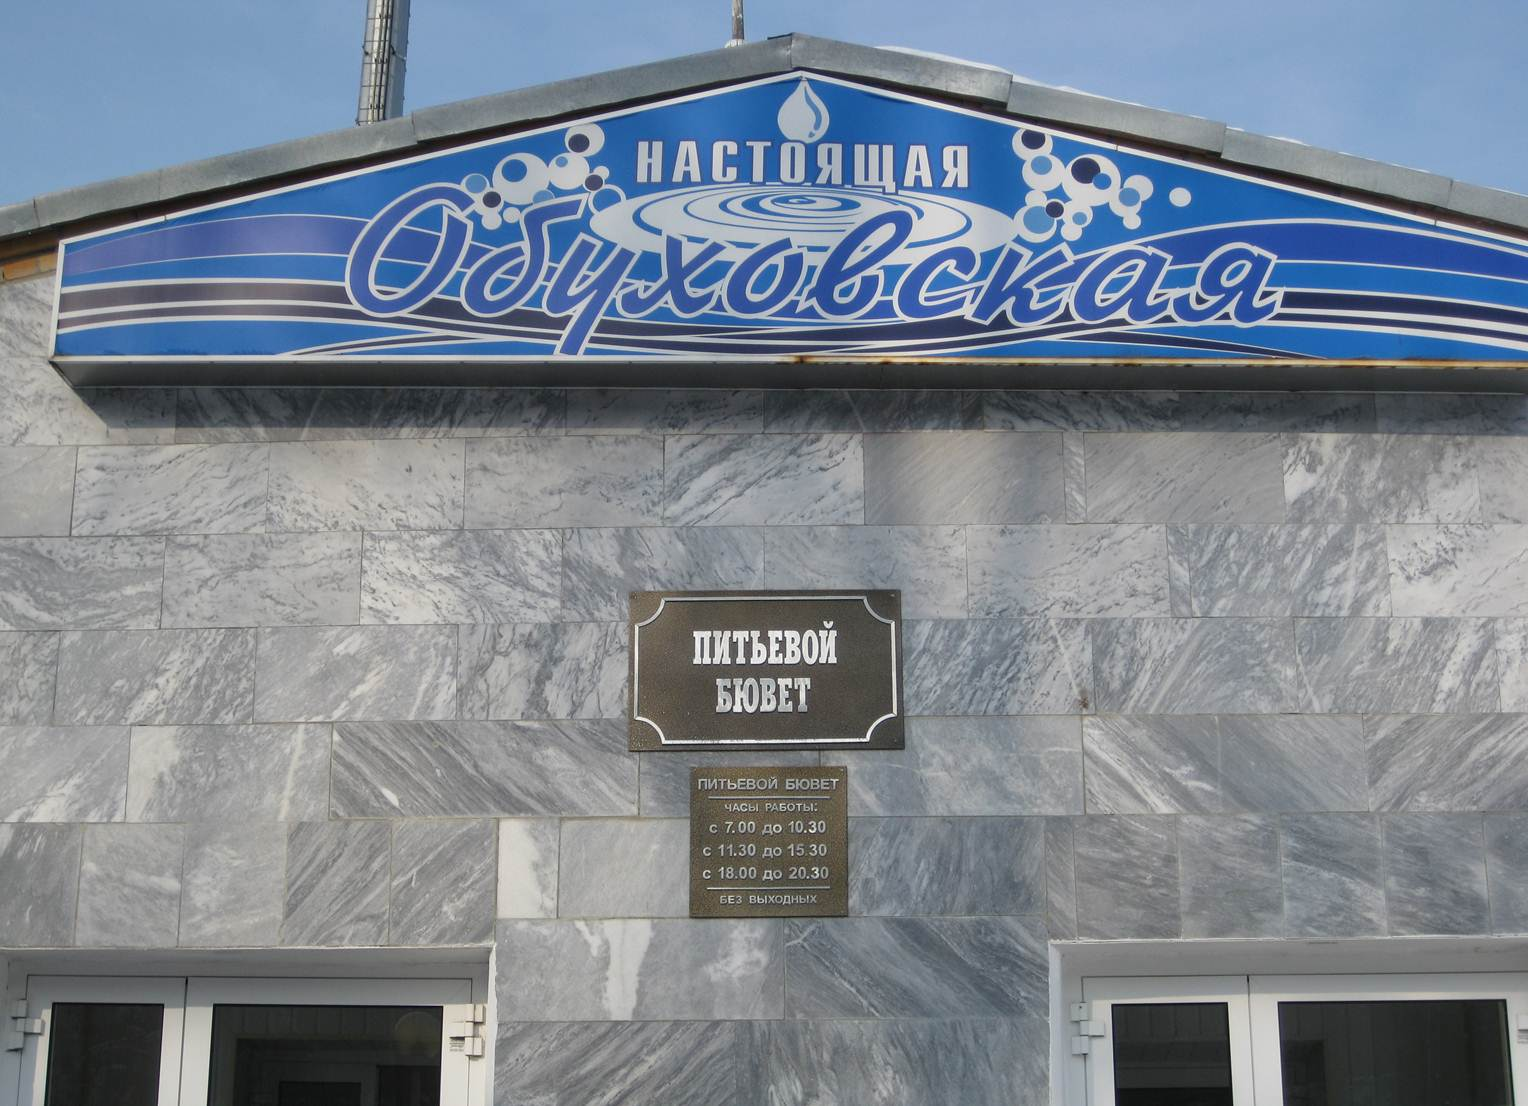 НАСТОЯЩАЯ
Обуховская
ПИТЬЕВОЙ
БЮВЕТ
ПИТЬЕВОЙ БЮВЕТ
ЧАСЫ РАБОТЫ:
с 7.00 до 10.30
с 11.30 до 15.30
с 18.00 до 20.30
БЕЗ ВЫХОДНЫХ